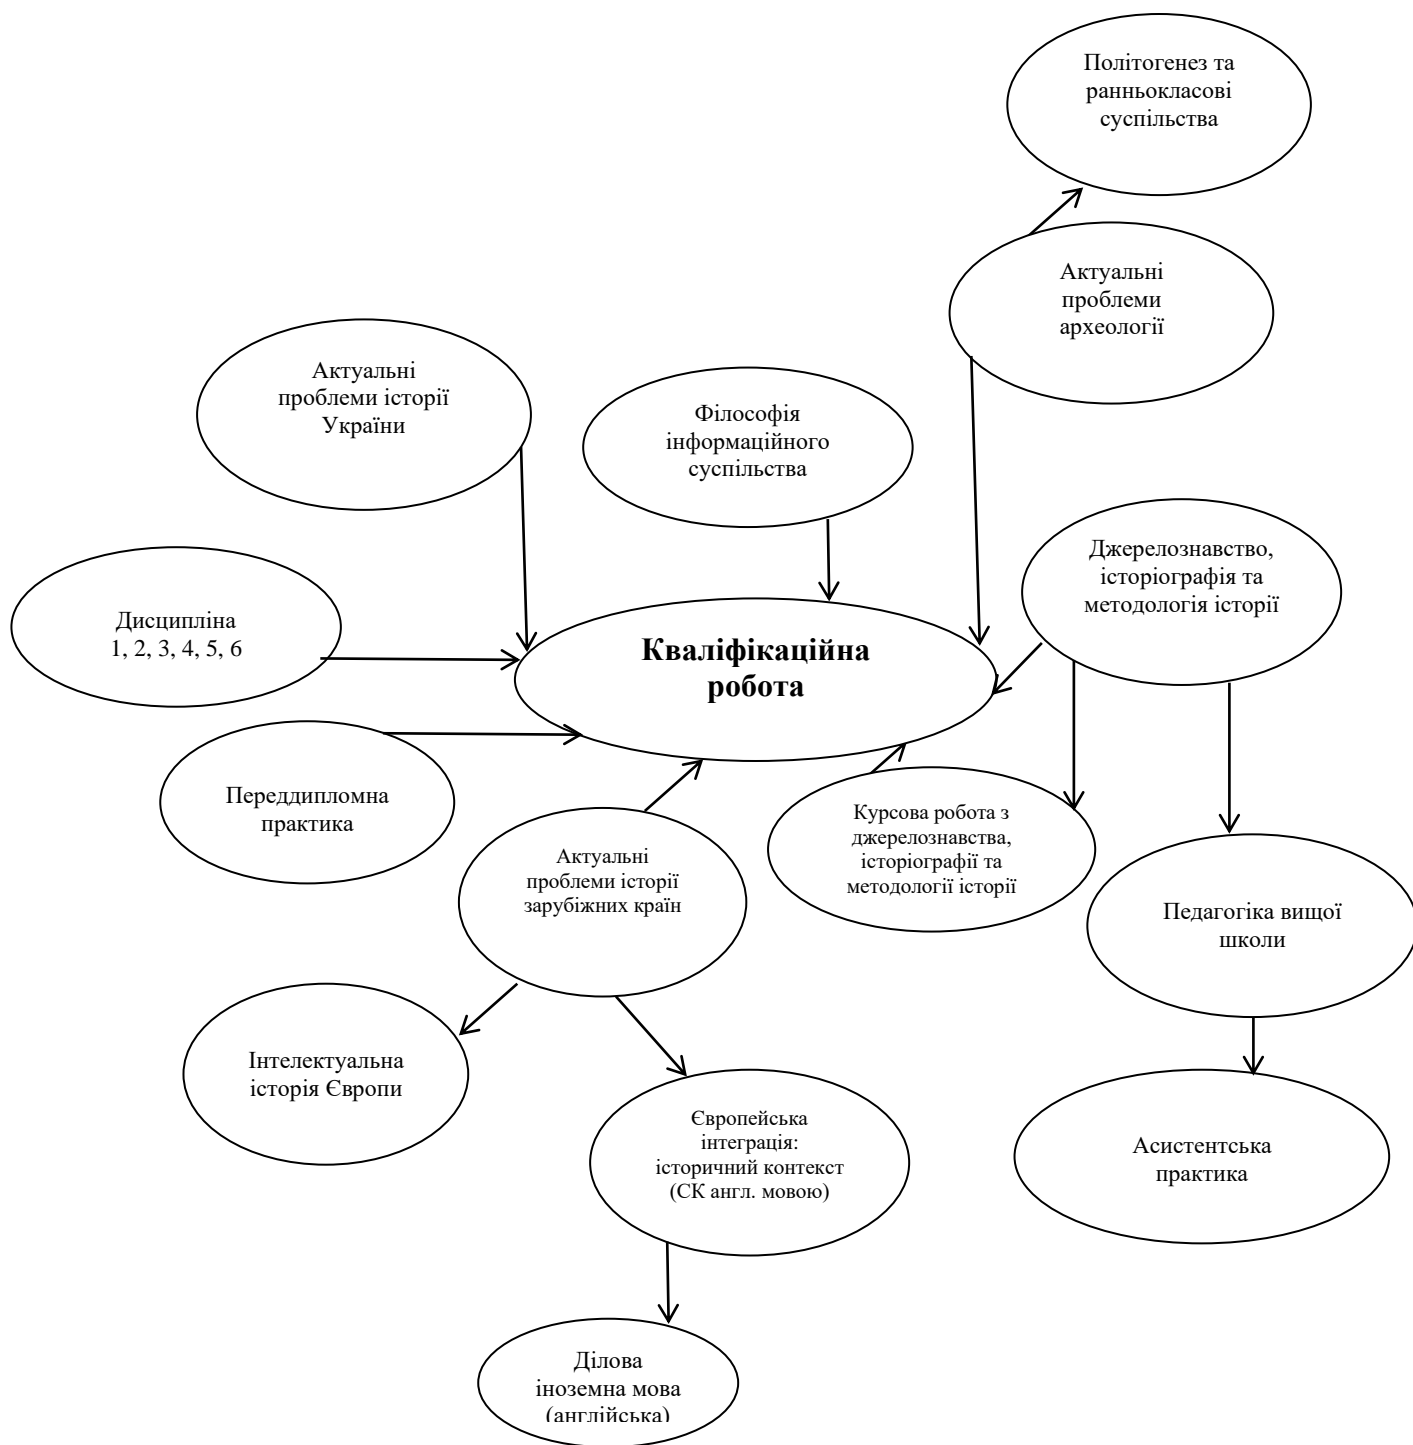 Політогенез та
ранньокласові
суспільства
Актуальні
проблеми
археології
Актуальні
проблеми історії
України
Філософія
інформаційного
суспільства
Джерелознавство,
історіографія та
методологія історії
Дисципліна
1, 2, 3, 4, 5, 6
Кваліфікаційна
робота
Переддипломна
практика
Актуальні
проблеми історії
зарубіжних країн
Курсова робота з
джерелознавства,
історіографії та
методології історії
Педагогіка вищої
школи
Інтелектуальна
історія Європи
Європейська
інтеграція:
історичний контекст
(СК англ. мовою)
Асистентська
практика
Ділова
іноземна мова
(англійська)